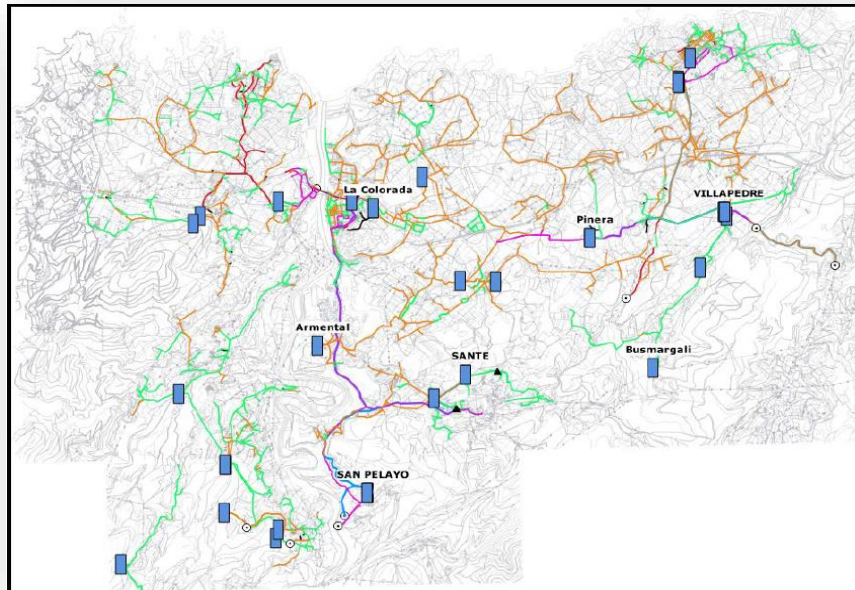 La Colorada
VILLAPEDRE
Pinera
Armental
SANTE
Busmargali
SAN PELAYO